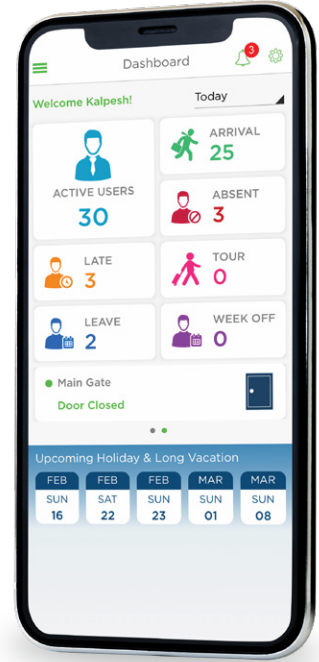 Dashboard
3
Welcome Kalpesh!
Today
ACTIVE USERS
30
ARRIVAL
25
ABSENT
3
LATE
3
TOUR
0
LEAVE
2
WEEK OFF
0
Main Gate
Door Closed
Upcoming Holiday & Long Vacation
FEB FEB FEB MAR MAR
SUN SAT SUN SUN SUN
16 22 23 01 08